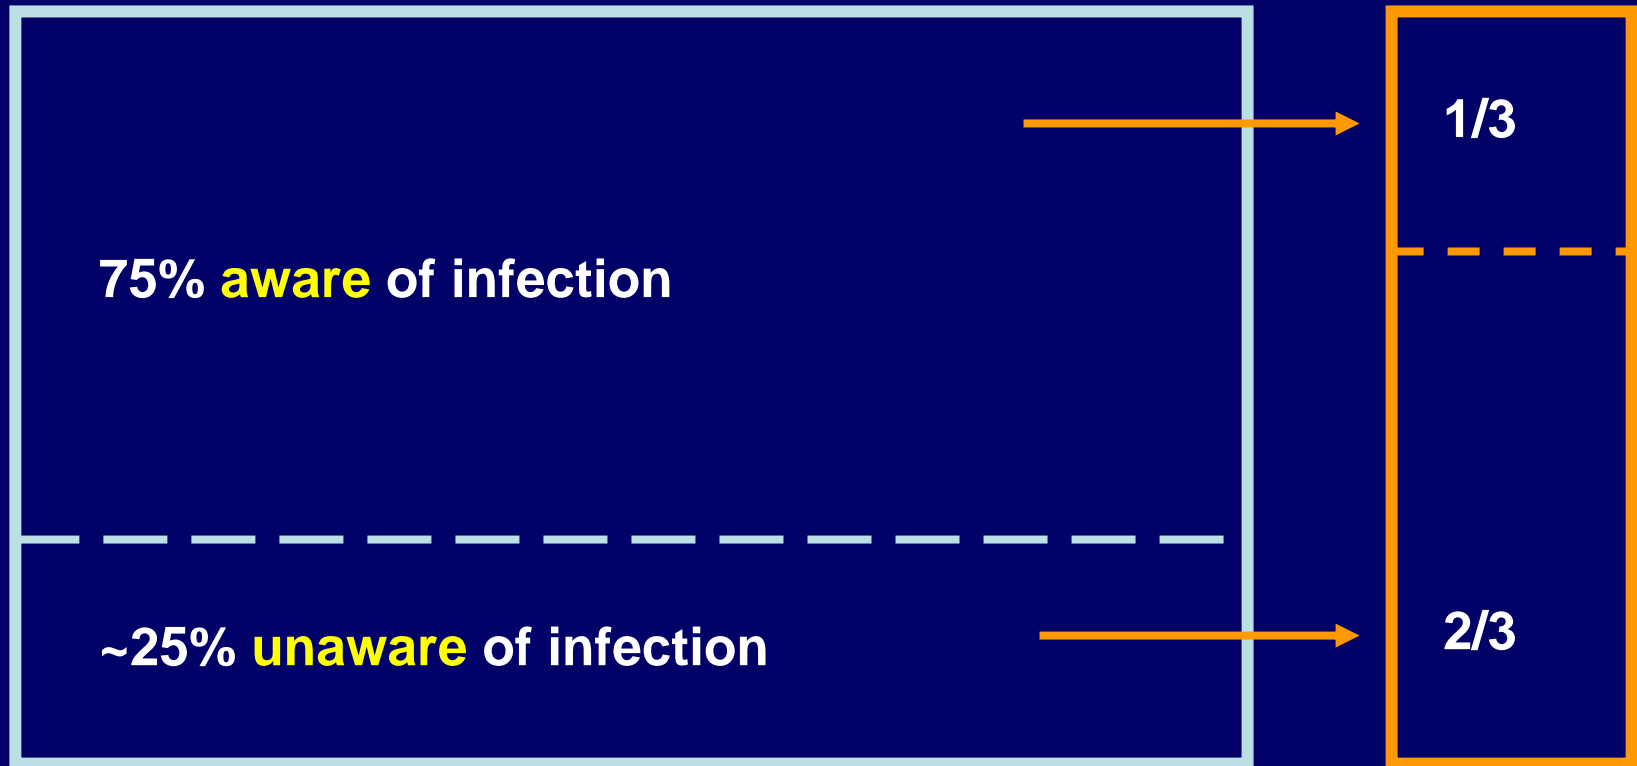 1/3
75% aware of infection
~25% unaware of infection
2/3